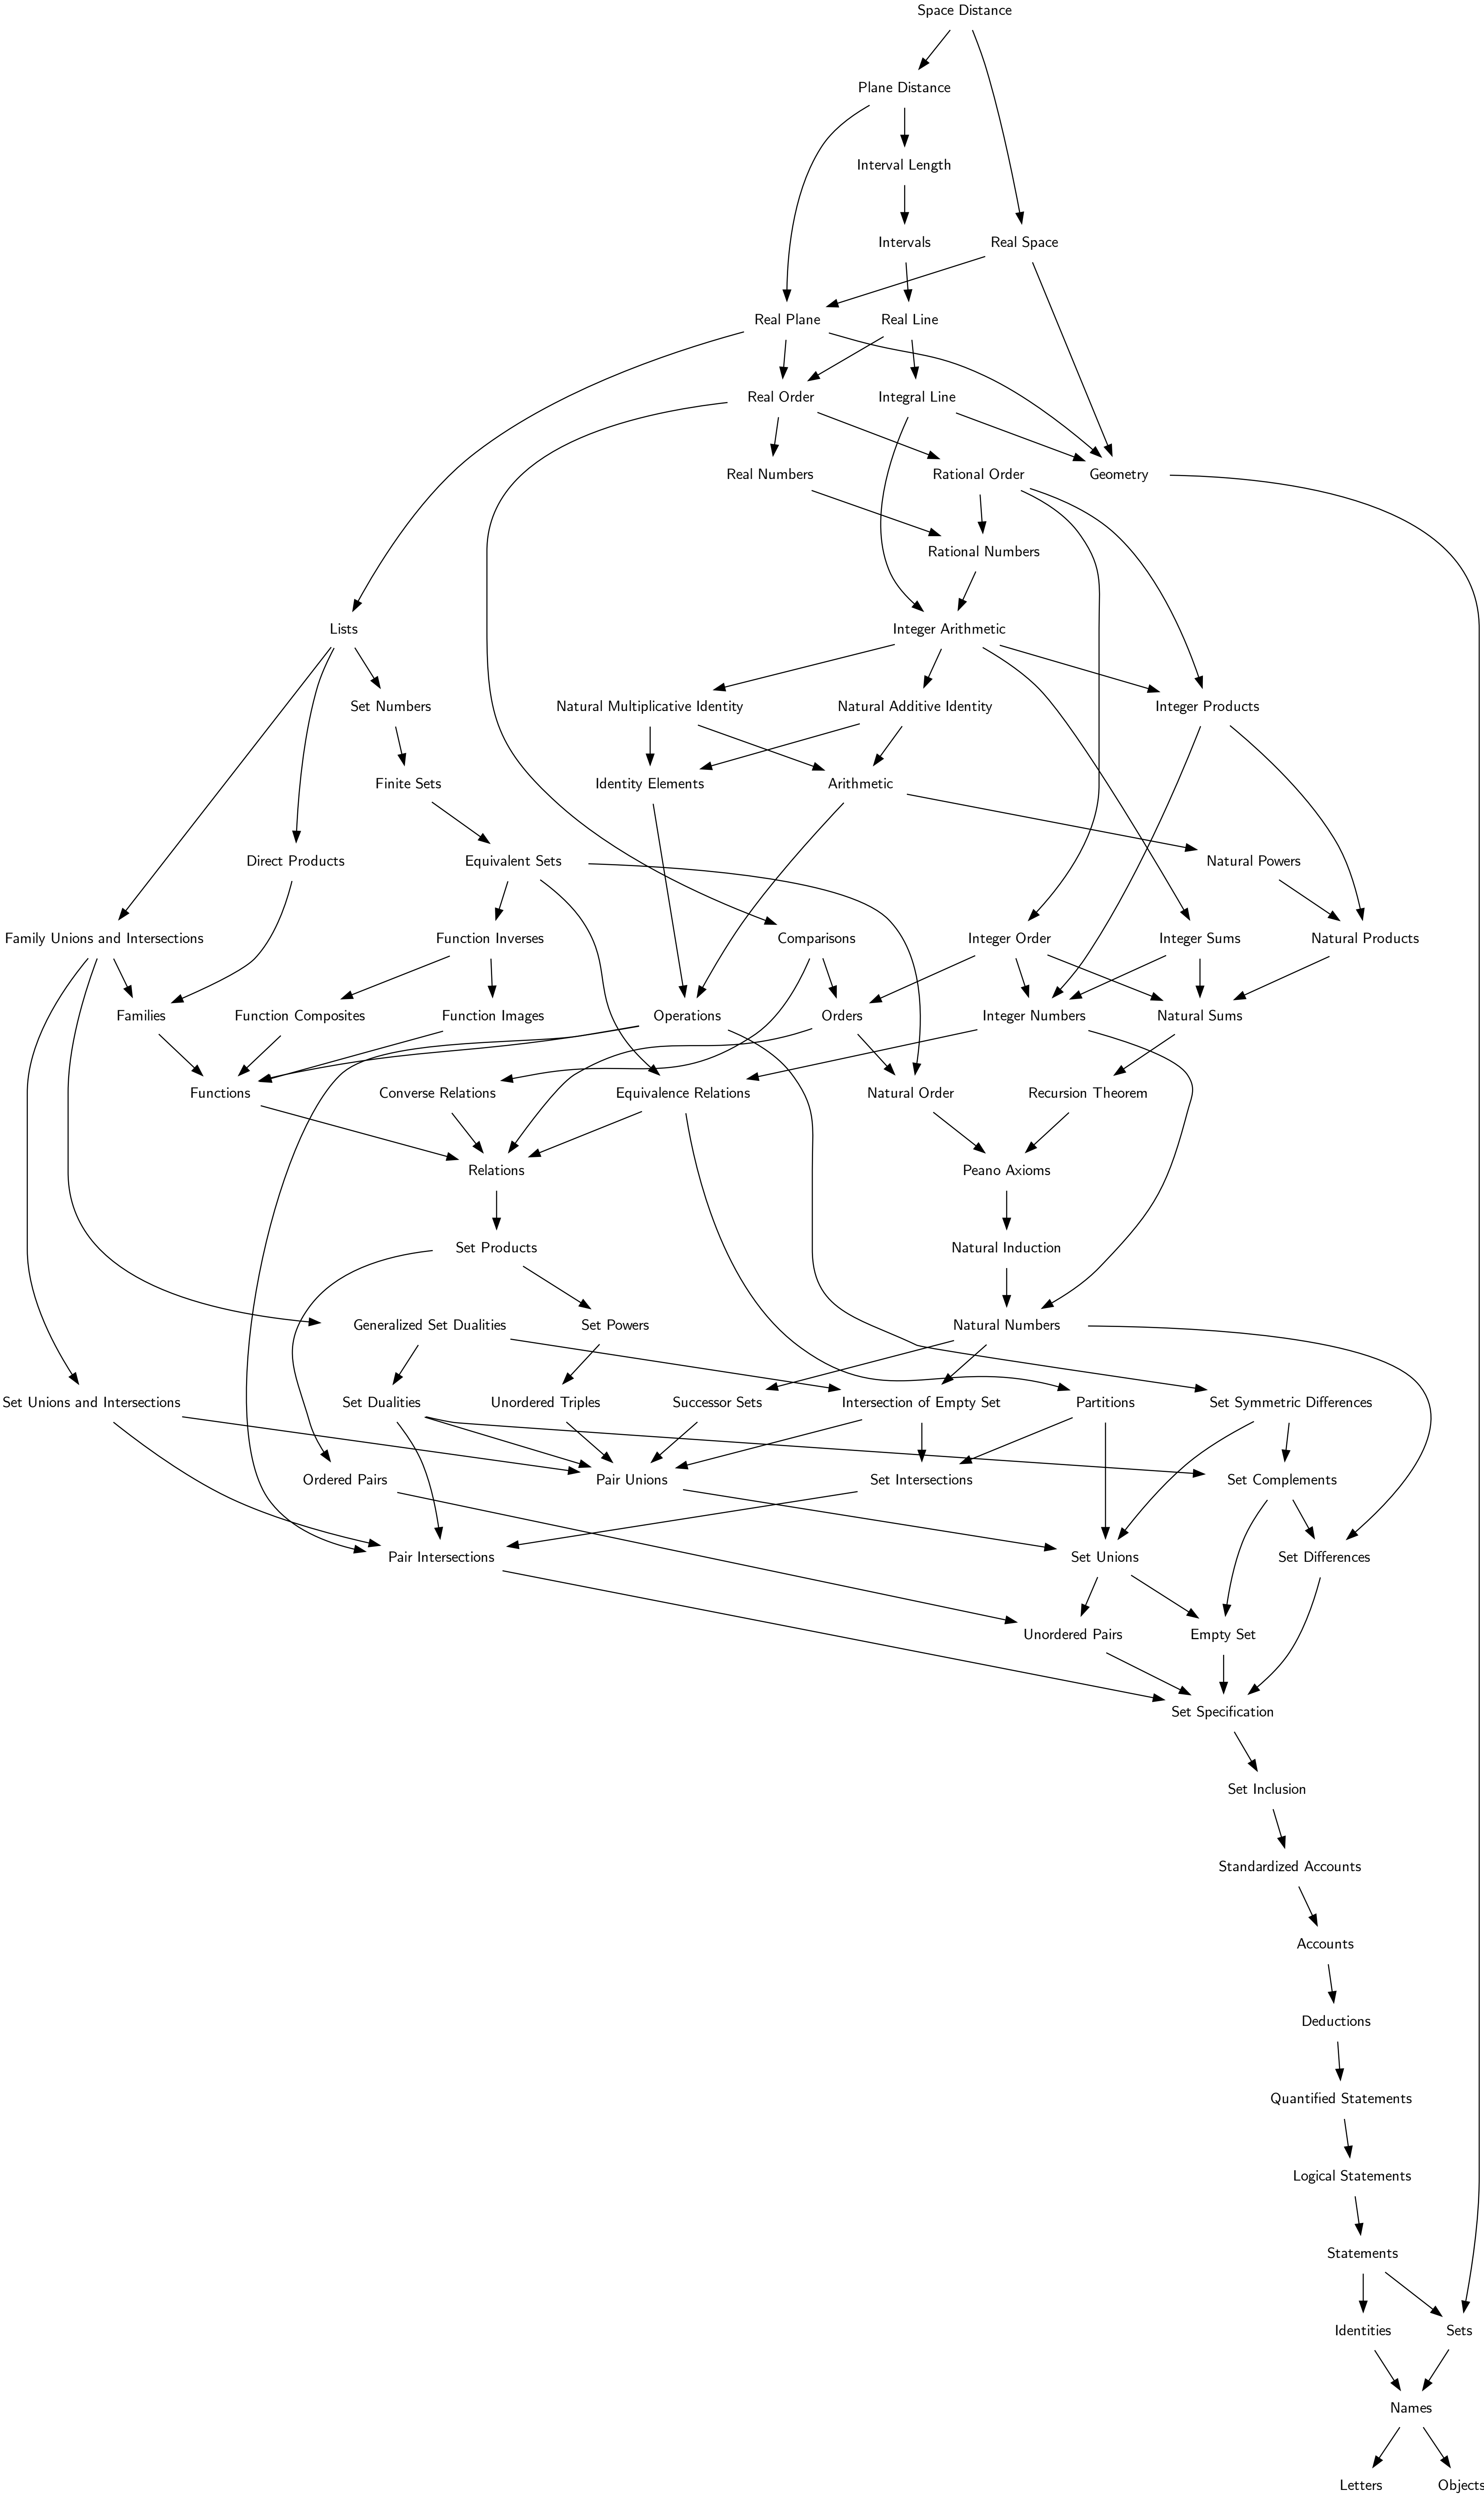 Space Distance
Plane Distance
Interval Length
Intervals
Real Space
Real Plane
Real Line
Real Order
Integral Line
Real Numbers
Rational Order
Geometry
Rational Numbers
Lists
Integer Arithmetic
Set Numbers
Natural Multiplicative Identity
Natural Additive Identity
Integer Products
Finite Sets
Identity Elements
Arithmetic
Direct Products
Equivalent Sets
Natural Powers
Family Unions and Intersections
Function Inverses
Comparisons
Integer Order
Integer Sums
Natural Products
Families
Function Composites
Function Images
Operations
Orders
Integer Numbers
Natural Sums
Functions
Converse Relations
Equivalence Relations
Natural Order
Recursion Theorem
Relations
Peano Axioms
Set Products
Natural Induction
Generalized Set Dualities
Set Powers
Natural Numbers
Set Unions and Intersections
Set Dualities
Unordered Triples
Successor Sets
Intersection of Empty Set
Partitions
Set Symmetric Differences
Ordered Pairs
Pair Unions
Set Intersections
Set Complements
Pair Intersections
Set Unions
Set Differences
Unordered Pairs
Empty Set
Set Specification
Set Inclusion
Standardized Accounts
Accounts
Deductions
Quantified Statements
Logical Statements
Statements
Identities
Sets
Names
Letters
Objects